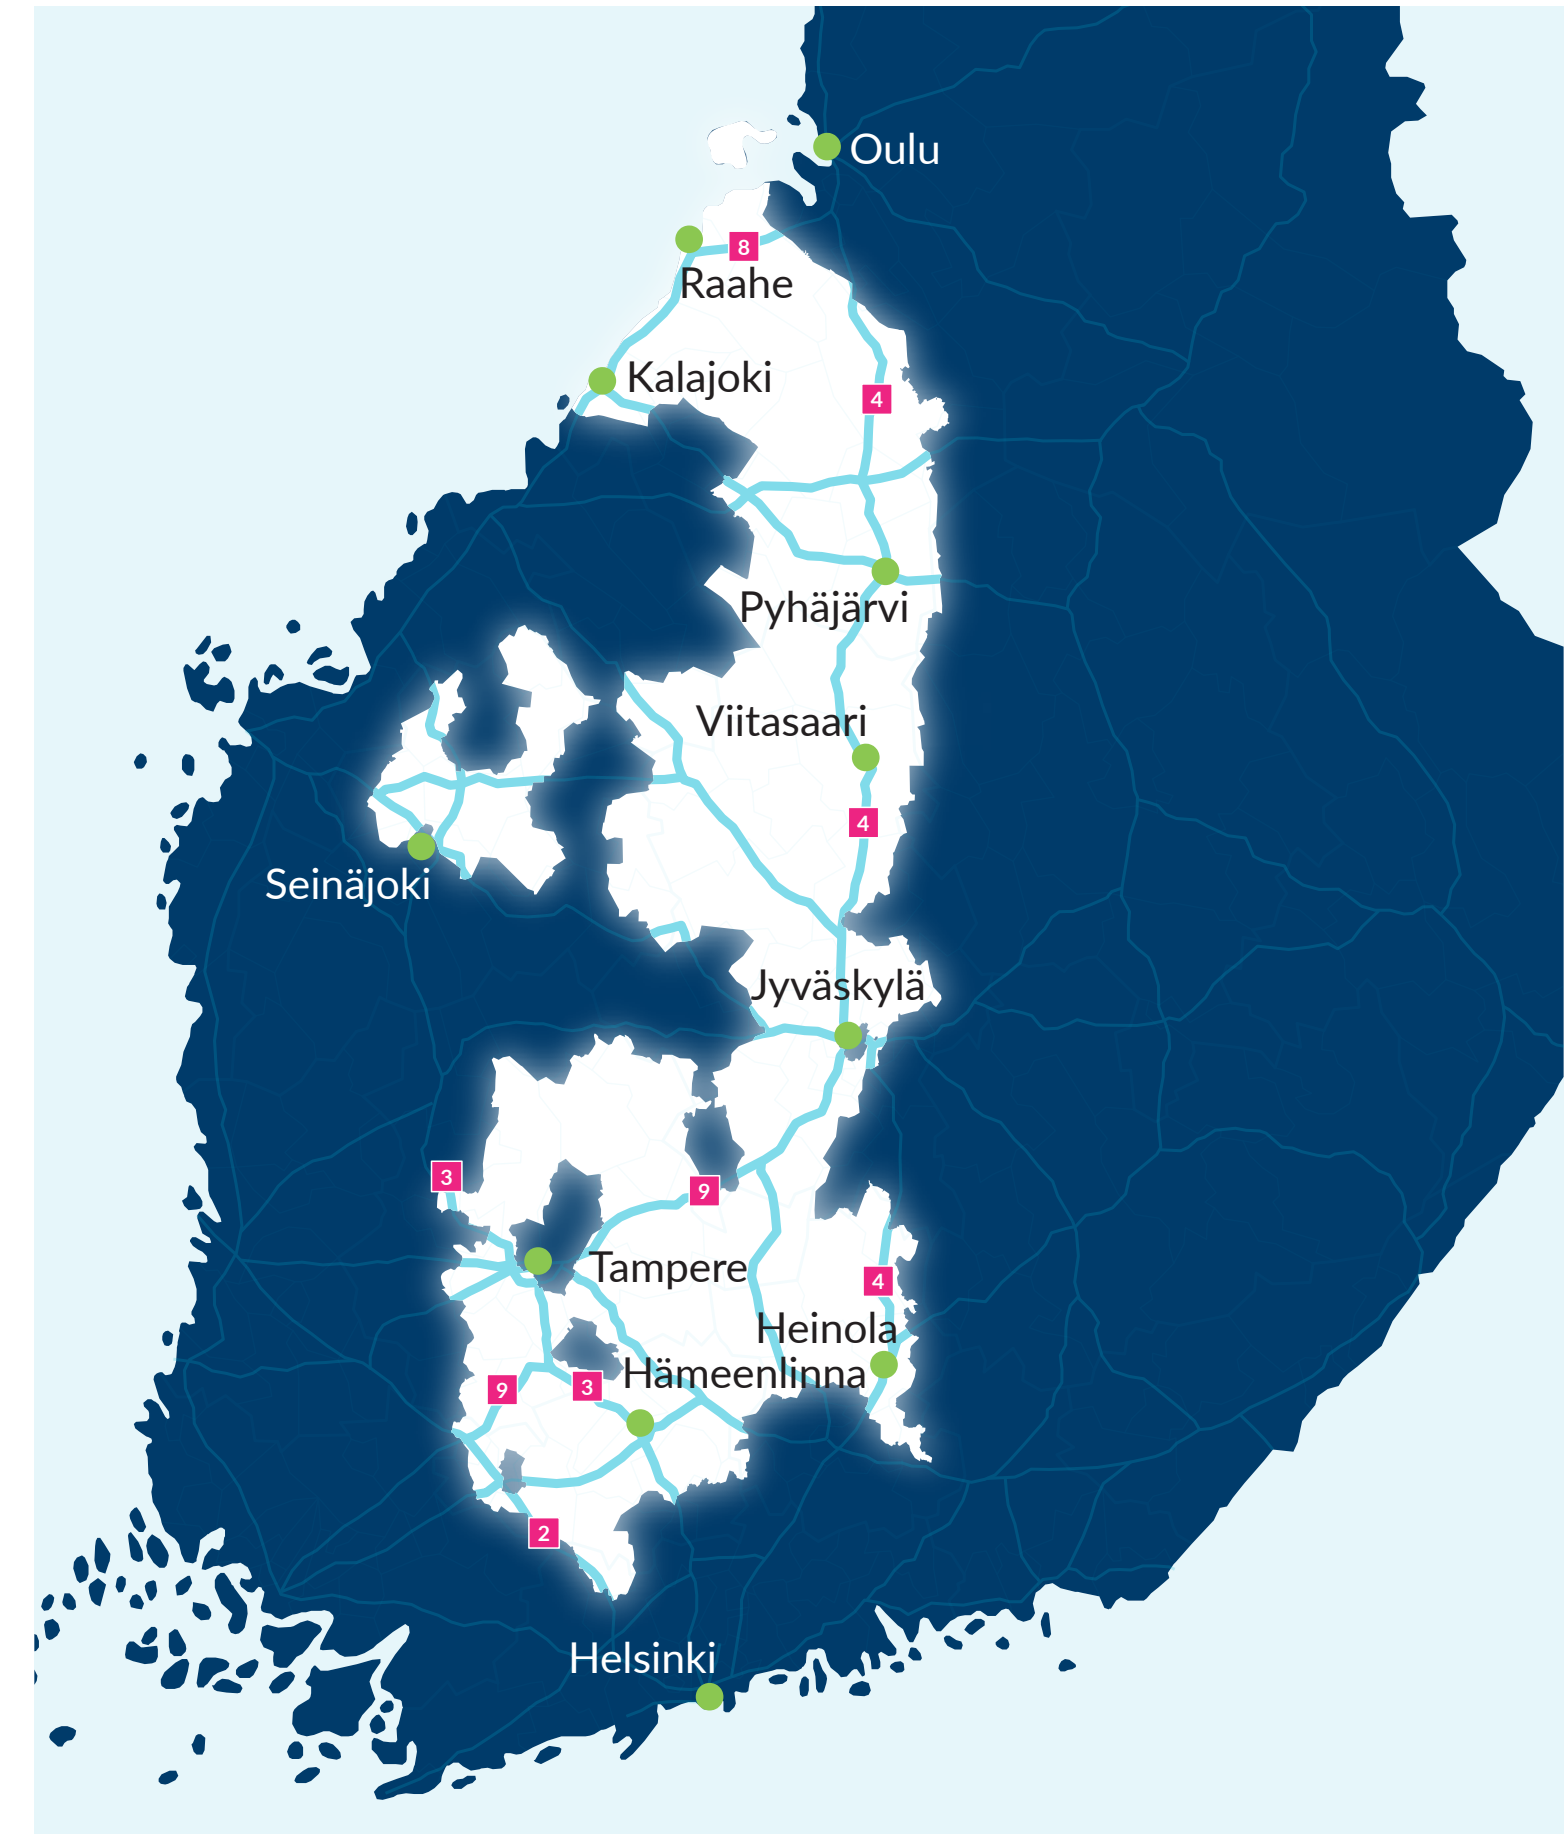 Oulu
8
Raahe
Kalajoki
4
Pyhäjärvi
Viitasaari
4
Seinäjoki
Jyväskylä
3
9
Tampere
4
Heinola
Hämeenlinna
9
3
2
Helsinki